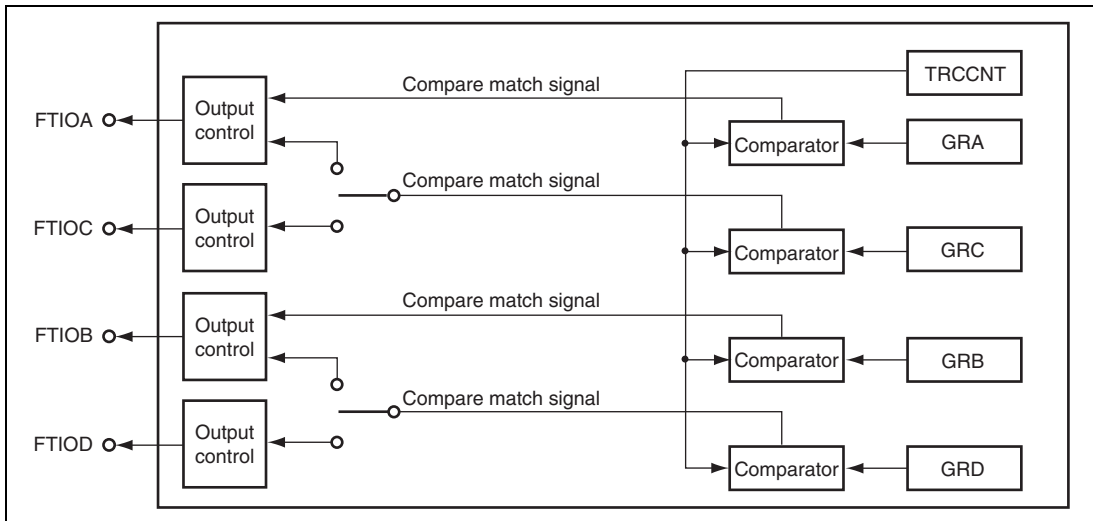 TRCCNT
Compare match signal
FTIOA
Output
control
Comparator
GRA
Compare match signal
FTIOC
Output
control
Comparator
GRC
Compare match signal
FTIOB
Output
control
Comparator
GRB
Compare match signal
FTIOD
Output
control
Comparator
GRD